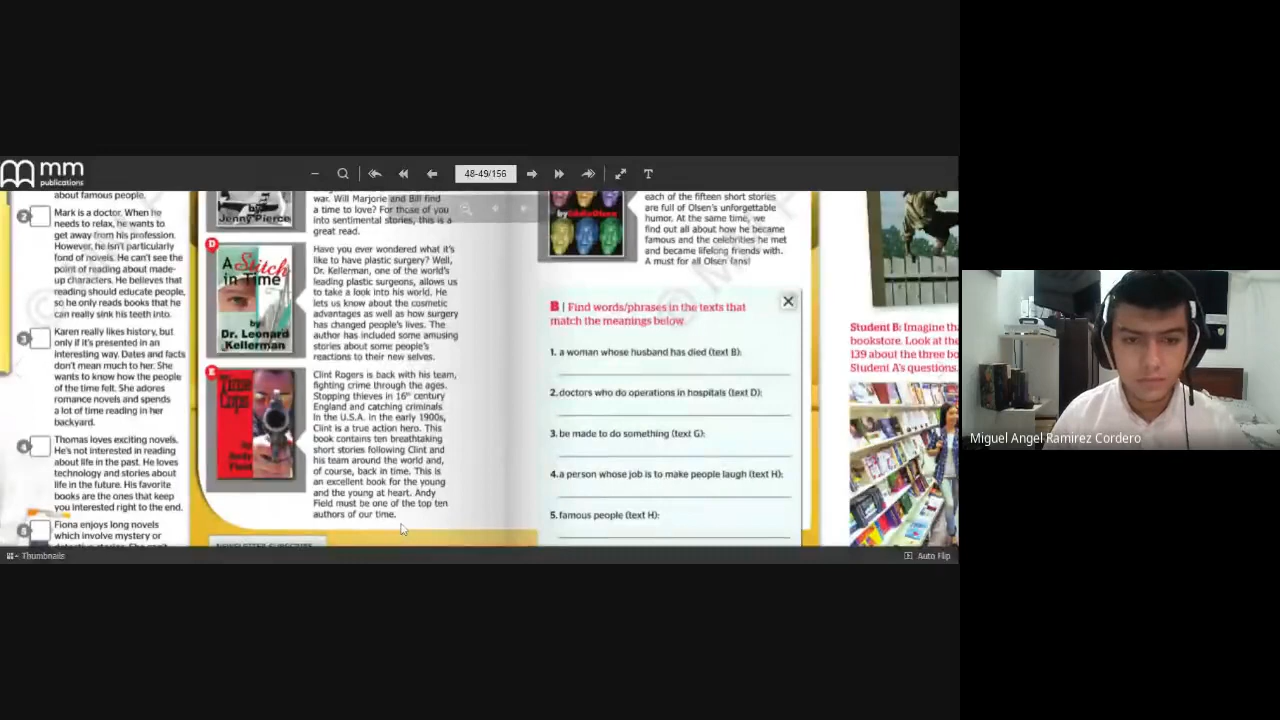 mm
publications
48-49/156
T
about famous people.
2
Mark is a doctor. When he
needs to relax, he wants to
get away from his profession.
However, he isn't particularly
fond of novels. He can't see the
point of reading about made-
up characters. He believes that
reading should educate people,
so he only reads books that he
can really sink his teeth into.
3
Karen really likes history, but
only if it's presented in an
interesting way. Dates and facts
don't mean much to her. She
wants to know how the people
of the time felt. She adores
romance novels and spends
a lot of time reading in her
backyard.
4
Thomas loves exciting novels.
He's not interested in reading
about life in the past. He loves
technology and stories about
life in the future. His favorite
books are the ones that keep
you interested right to the end.
5
Fiona enjoys long novels
which involve mystery or
by
Jenny Pierce
war. Will Marjorie and Bill find
a time to love? For those of you
into sentimental stories, this is a
great read.
D
A Stitch
in Time
by
Dr. Leonard
Kellerman
Have you ever wondered what it's
like to have plastic surgery? Well,
Dr. Kellerman, one of the world's
leading plastic surgeons, allows us
to take a look into his world. He
lets us know about the cosmetic
advantages as well as how surgery
has changed people's lives. The
author has included some amusing
stories about some people's
reactions to their new selves.
E
Time
Cops
Andy
Field
Clint Rogers is back with his team,
fighting crime through the ages.
Stopping thieves in 16th century
England and catching criminals
in the U.S.A. in the early 1900s,
Clint is a true action hero. This
book contains ten breathtaking
short stories following Clint and
his team around the world and,
of course, back in time. This is
an excellent book for the young
and the young at heart. Andy
Field must be one of the top ten
authors of our time.
NEWSLETTER SUBSCRIBE
by Eddie Olsen
each of the fifteen short stories
are full of Olsen's unforgettable
humor. At the same time, we
find out all about how he became
famous and the celebrities he met
and became lifelong friends with.
A must for all Olsen fans!
B | Find words/phrases in the texts that
match the meanings below.
1. a woman whose husband has died (text B):
2. doctors who do operations in hospitals (text D):
3. be made to do something (text G):
4. a person whose job is to make people laugh (text H):
5. famous people (text H):
Student B: Imagine tha
bookstore. Look at the
139 about the three bo
Student A's questions.
Thumbnails
Auto Flip
Miguel Angel Ramirez Cordero